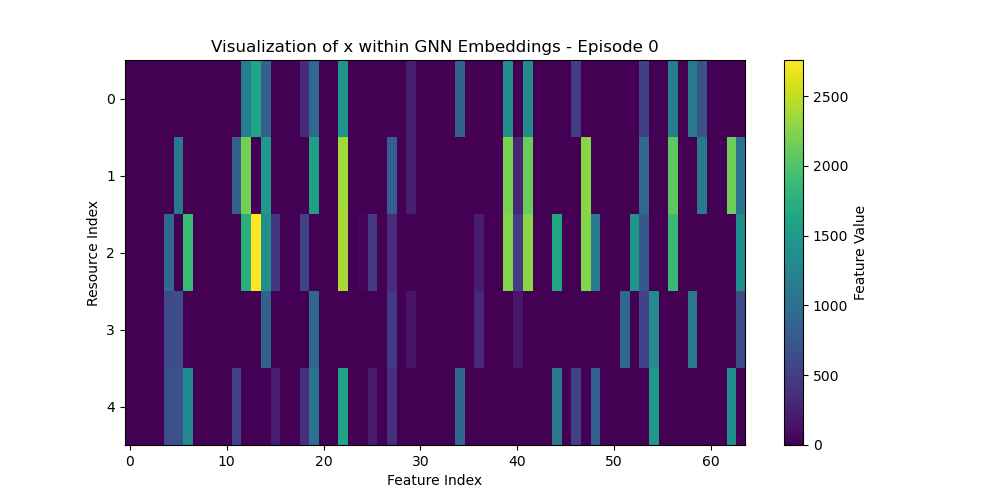 Visualization of x within GNN Embeddings - Episode 0
Resource Index
0
1
2
3
4
0 10 20 30 40 50 60
Feature Index
2500
2000
1500
1000
500
0
Feature Value